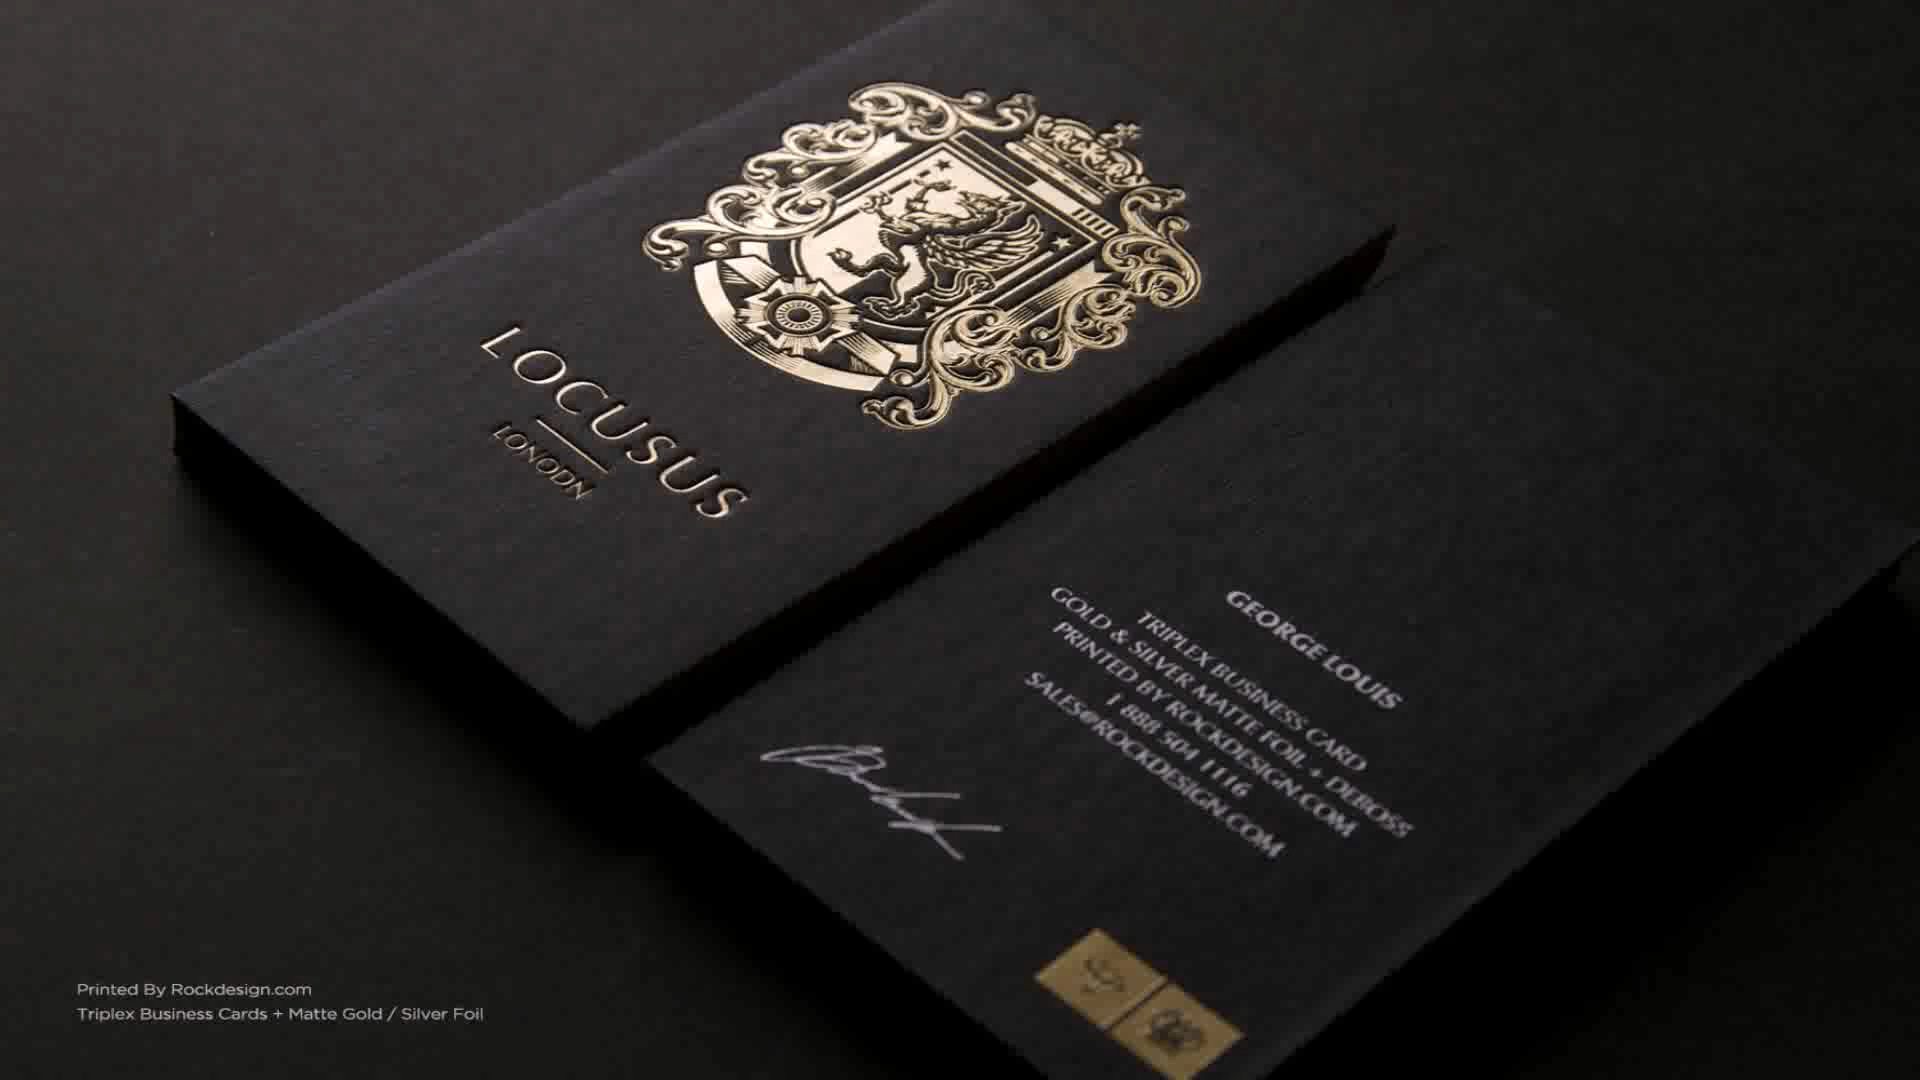 LOCUSUS
LONODN
GEORGE LOUIS
TRIPLEX BUSINESS CARD
GOLD & SILVER MATTE FOIL + DEBOSS
PRINTED BY ROCKDESIGN.COM
1 888 501 1116
SALES@ROCKDESIGN.COM
Printed By Rockdesign.com
Triplex Business Cards + Matte Gold / Silver Foil